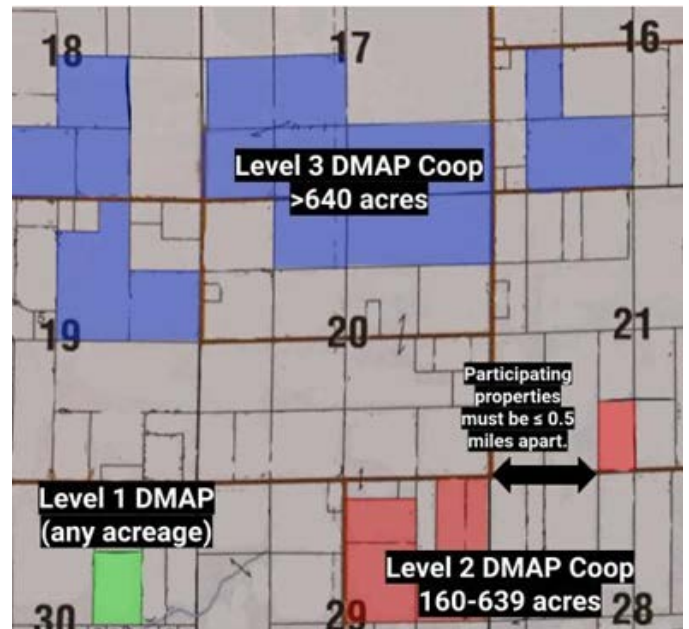 18
17
16
Level 3 DMAP Coop
>640 acres
19
20
21
Participating
properties
must be ≤ 0.5
miles apart.
Level 1 DMAP
(any acreage)
Level 2 DMAP Coop
160-639 acres
30
29
28